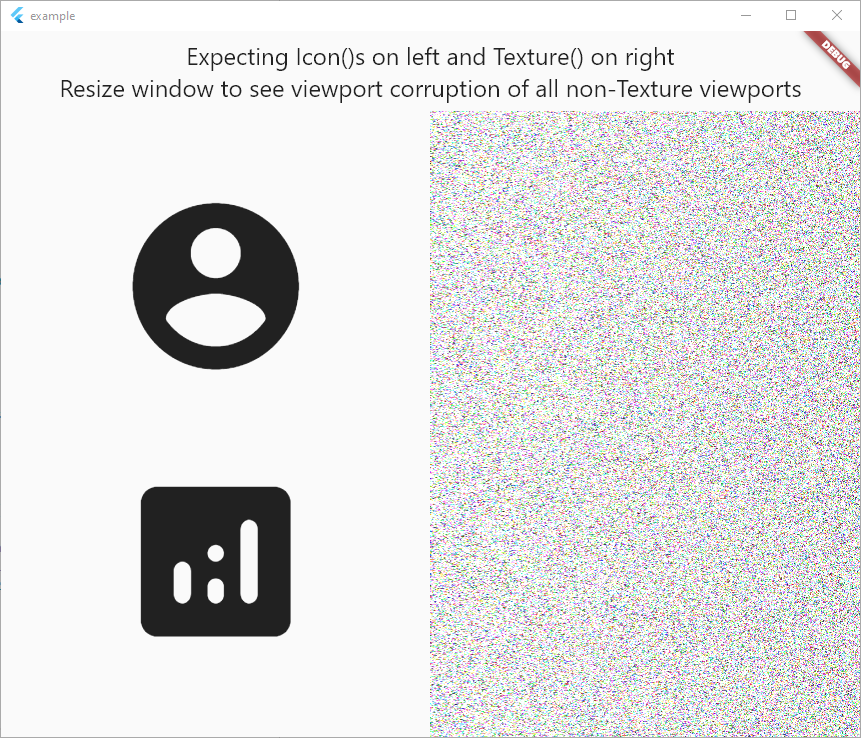 example
DEBUG
Expecting Icon()s on left and Texture() on right
Resize window to see viewport corruption of all non-Texture viewports